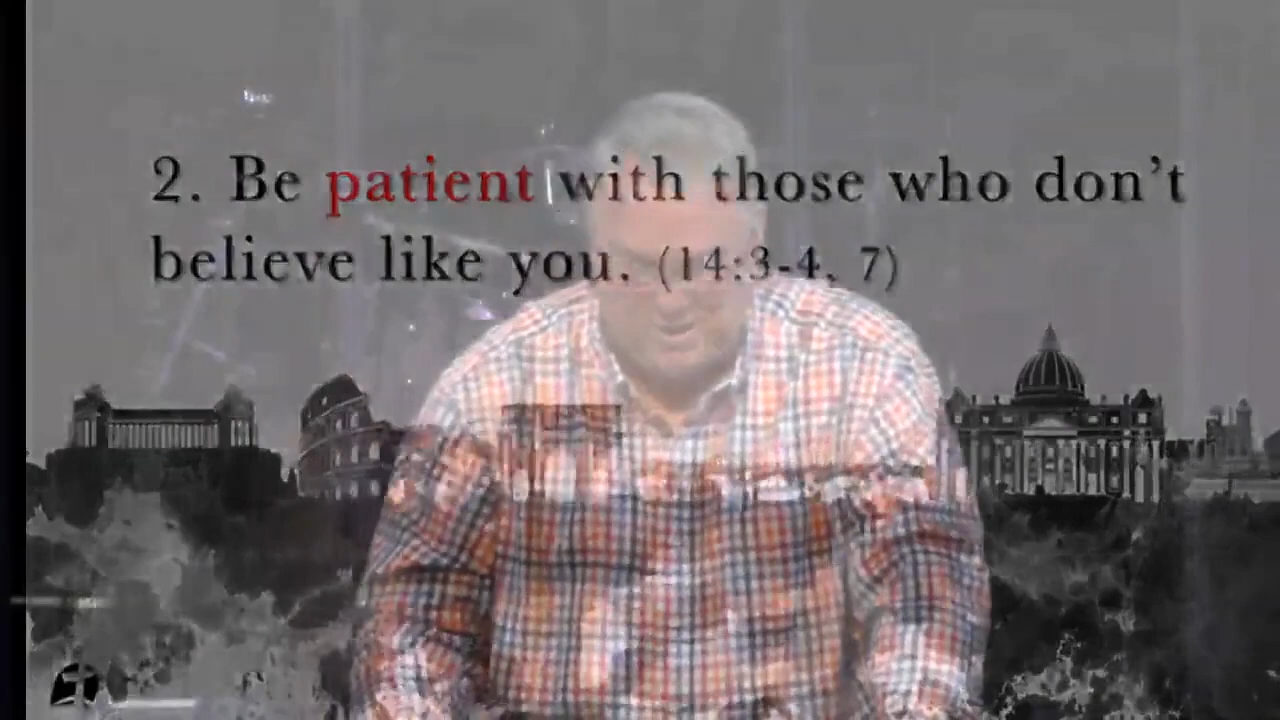 2. Be patient with those who don't
believe like you. (14:3-4, 7)